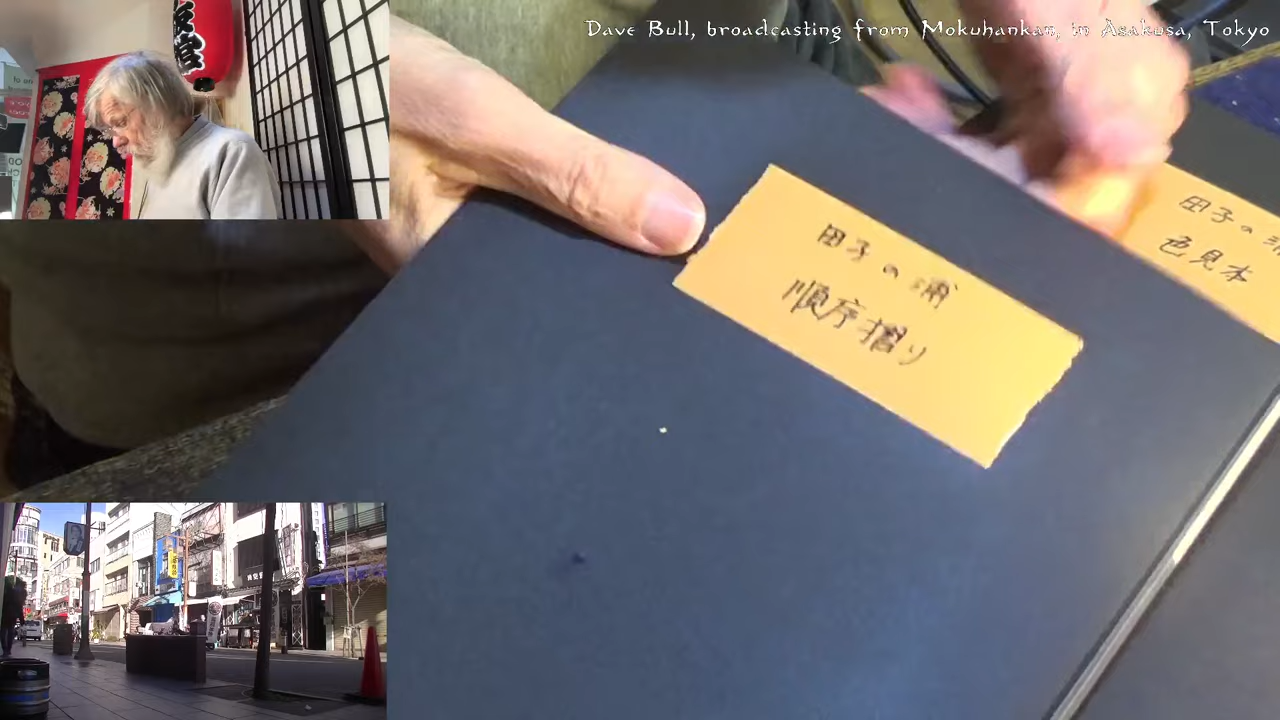 Dave Bull, broadcasting from Mokuhankan, in Asakusa, Tokyo
田子の浦
順序摺り
田子の浦
色見本